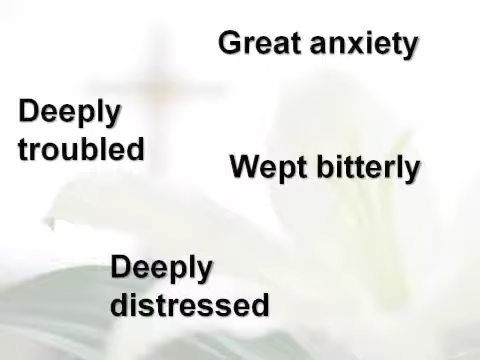 Great anxiety
Deeply
troubled
Wept bitterly
Deeply
distressed